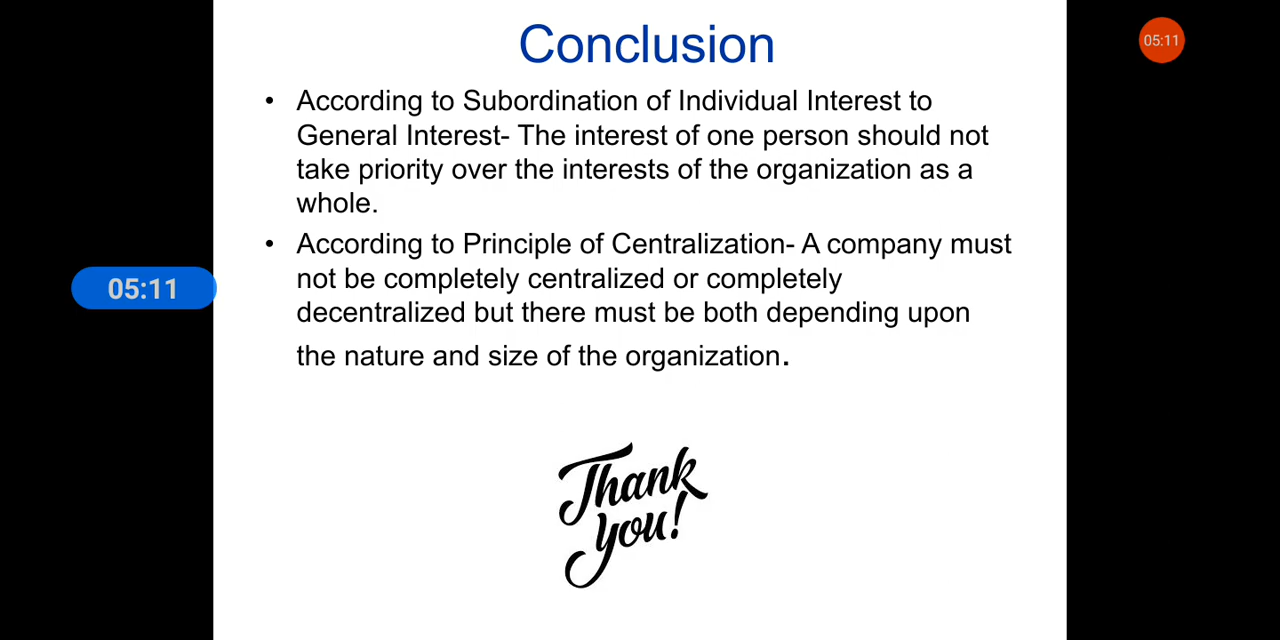 Conclusion
05:11
• According to Subordination of Individual Interest to
General Interest- The interest of one person should not
take priority over the interests of the organization as a
whole.
• According to Principle of Centralization- A company must
not be completely centralized or completely
05:11
decentralized but there must be both depending upon
the nature and size of the organization.
Thank
you!